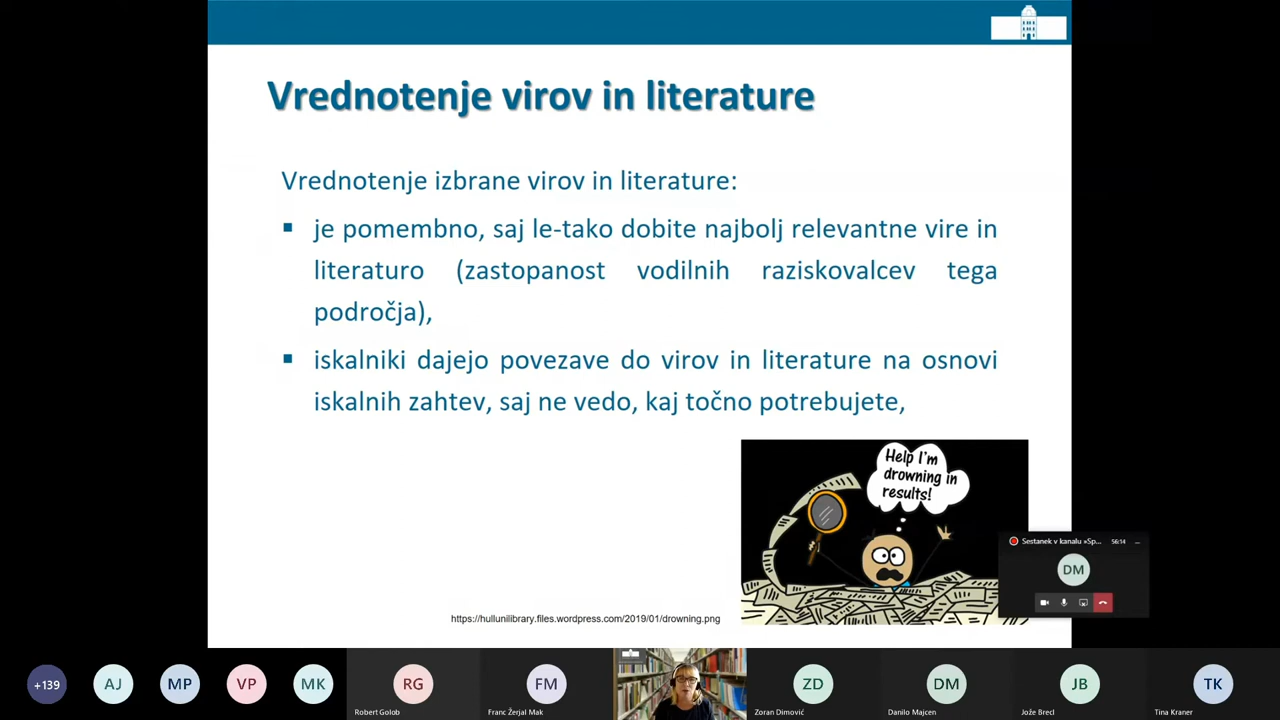 Vrednotenje virov in literature
Vrednotenje izbrane virov in literature:
▪ je pomembno, saj le-tako dobite najbolj relevantne vire in
literaturo (zastopanost vodilnih raziskovalcev tega
področja),
▪ iskalniki dajejo povezave do virov in literature na osnovi
iskalnih zahtev, saj ne vedo, kaj točno potrebujete,
Help I'm
drowning in
results!
Sestanek v kanalu »Sp...
56:14
DM
https://hullunilibrary.files.wordpress.com/2019/01/drowning.png
+139
AJ
MP
VP
MK
RG
FM
ZD
DM
JB
TK
Robert Golob
Franc Žerjal Mak
Zoran Dimović
Danilo Majcen
Jože Brecl
Tina Kraner